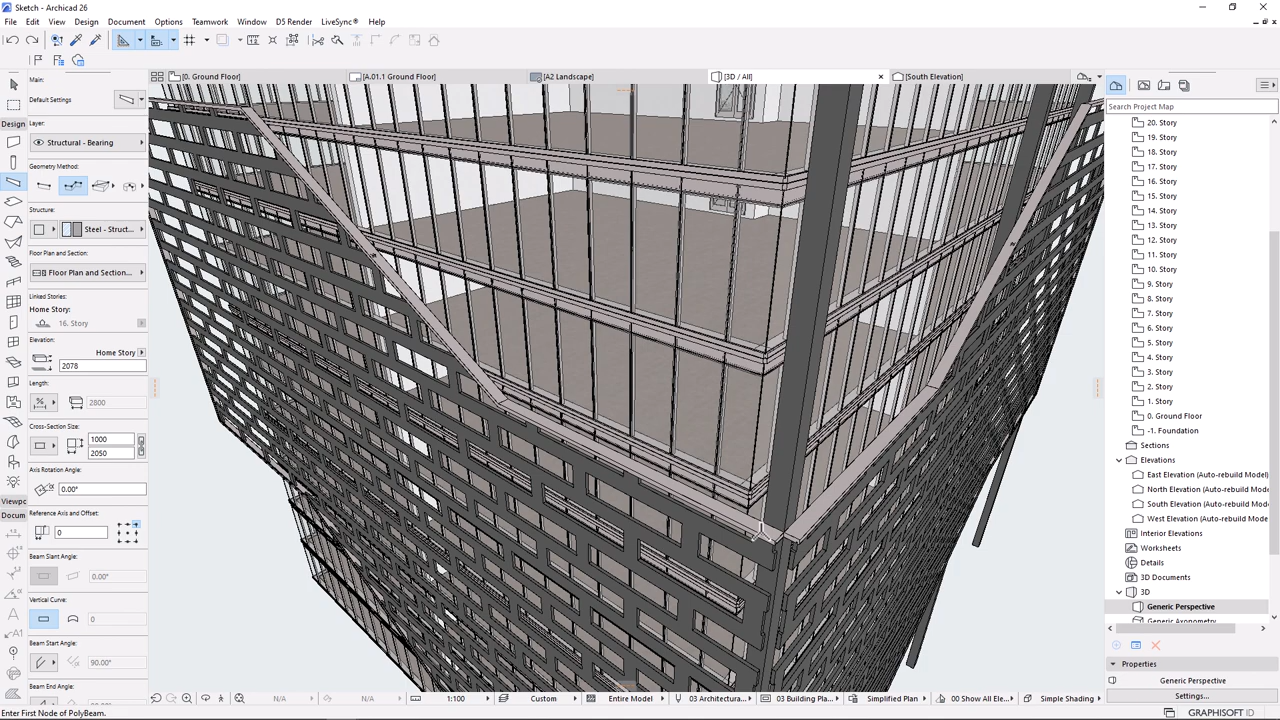 Sketch - Archicad 26
File Edit View Design Document Options Teamwork Window D5 Render LiveSync® Help
[0. Ground Floor]
[A.01.1 Ground Floor]
[A2 Landscape]
[3D / All]
[South Elevation]
Main:
Default Settings
Layer:
Structural - Bearing
Geometry Method:
Structure:
Steel - Struct...
Floor Plan and Section:
Floor Plan and Section...
Linked Stories:
Home Story:
16. Story
Elevation:
Home Story
2078
Length:
2800
Cross-Section Size:
1000
2050
Axis Rotation Angle:
0.00°
Reference Axis and Offset:
0
Beam Slant Angle:
0.00°
Vertical Curve:
0
Beam Start Angle:
90.00°
Beam End Angle:
Design
Viewpc
Docum
Search Project Map
20. Story
19. Story
18. Story
17. Story
16. Story
15. Story
14. Story
13. Story
12. Story
11. Story
10. Story
9. Story
8. Story
7. Story
6. Story
5. Story
4. Story
3. Story
2. Story
1. Story
0. Ground Floor
-1. Foundation
Sections
Elevations
East Elevation (Auto-rebuild Model)
North Elevation (Auto-rebuild Mode
South Elevation (Auto-rebuild Mode
West Elevation (Auto-rebuild Mode
Interior Elevations
Worksheets
Details
3D Documents
3D
Generic Perspective
Generic Axonometry
Properties
Generic Perspective
Settings...
N/A
N/A
1:100
Custom
Entire Model
03 Architectura...
03 Building Pla...
Simplified Plan
00 Show All Ele...
Simple Shading
Enter First Node of PolyBeam.
GRAPHISOFT ID